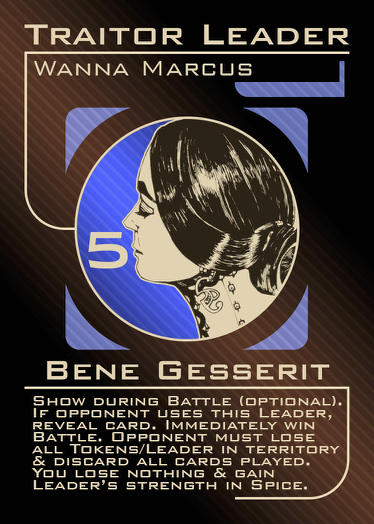 Traitor Leader
Wanna Marcus
5
Bene Gesserit
Show during Battle (optional).
If opponent uses this Leader,
reveal card. Immediately win
Battle. Opponent must lose
all Tokens/Leader in territory
& discard all cards played.
You lose nothing & gain
Leader's strength in Spice.